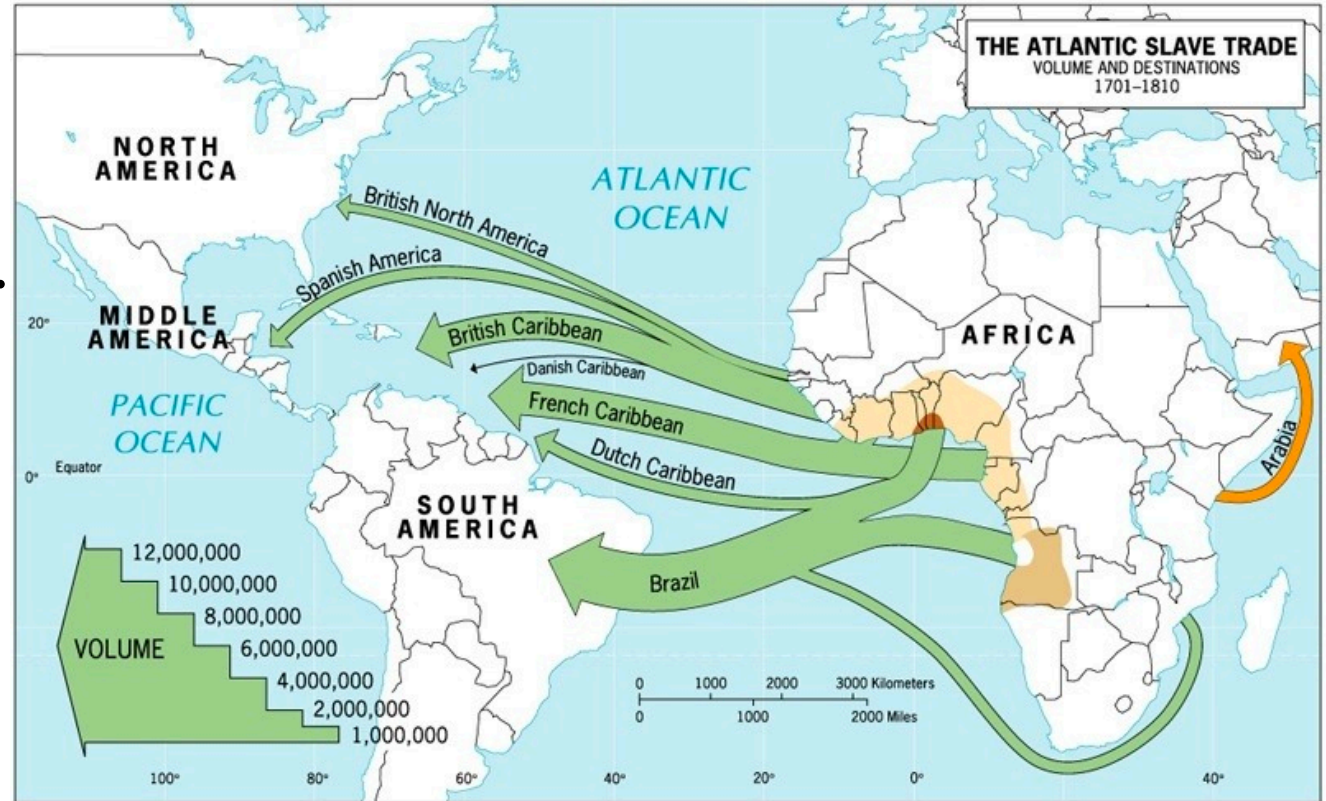 THE ATLANTIC SLAVE TRADE
VOLUME AND DESTINATIONS
1701–1810
NORTH
AMERICA
ATLANTIC
OCEAN
British North America
Spanish America
MIDDLE
AMERICA
20°
British Caribbean
AFRICA
Danish Caribbean
French Caribbean
PACIFIC
OCEAN
Dutch Caribbean
Arabia
0°
Equator
SOUTH
AMERICA
Brazil
VOLUME
12,000,000
10,000,000
8,000,000
6,000,000
4,000,000
2,000,000
1,000,000
0 1000 2000 3000 Kilometers
0 1000 2000 Miles
100° 80° 60° 40° 20° 0° 40°